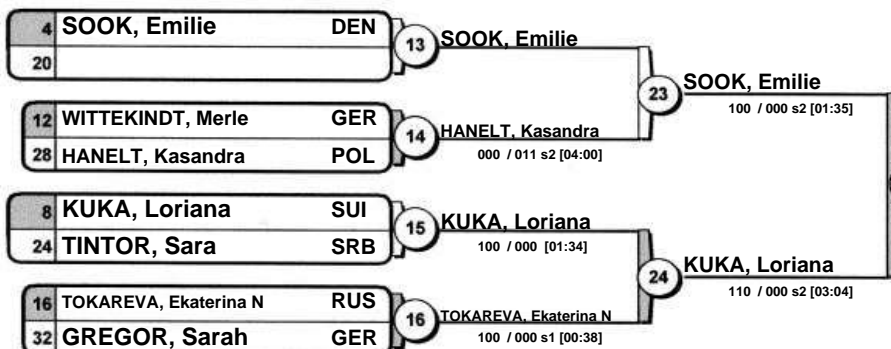 4 SOOK, Emilie DEN
20
13 SOOK, Emilie
12 WITTEKINDT, Merle GER
28 HANELT, Kasandra POL
14 HANELT, Kasandra
000 / 011 s2 [04:00]
23 SOOK, Emilie
100 / 000 s2 [01:35]
8 KUKA, Loriana SUI
24 TINTOR, Sara SRB
15 KUKA, Loriana
100 / 000 [01:34]
16 TOKAREVA, Ekaterina N RUS
32 GREGOR, Sarah GER
16 TOKAREVA, Ekaterina N
100 / 000 s1 [00:38]
24 KUKA, Loriana
110 / 000 s2 [03:04]